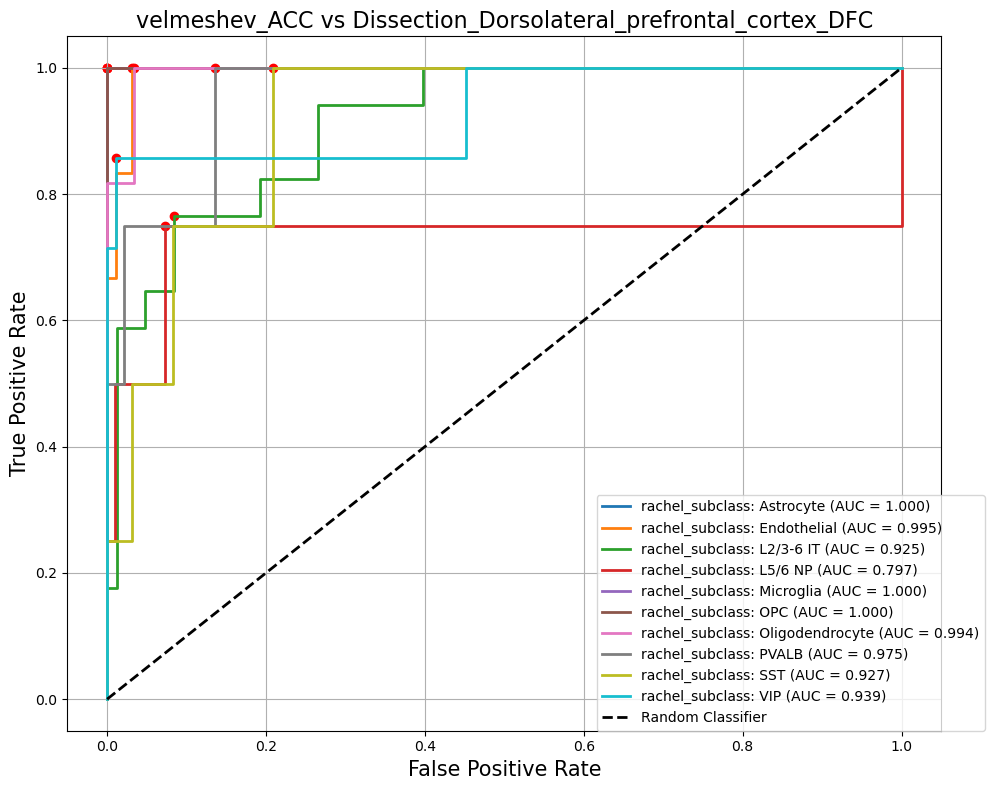 velmeshev_ACC vs Dissection_Dorsolateral_prefrontal_cortex_DFC
True Positive Rate
1.0
0.8
0.6
0.4
0.2
0.0
0.0 0.2 0.4 0.6 0.8 1.0
False Positive Rate
rachel_subclass: Astrocyte (AUC = 1.000)
rachel_subclass: Endothelial (AUC = 0.995)
rachel_subclass: L2/3-6 IT (AUC = 0.925)
rachel_subclass: L5/6 NP (AUC = 0.797)
rachel_subclass: Microglia (AUC = 1.000)
rachel_subclass: OPC (AUC = 1.000)
rachel_subclass: Oligodendrocyte (AUC = 0.994)
rachel_subclass: PVALB (AUC = 0.975)
rachel_subclass: SST (AUC = 0.927)
rachel_subclass: VIP (AUC = 0.939)
Random Classifier